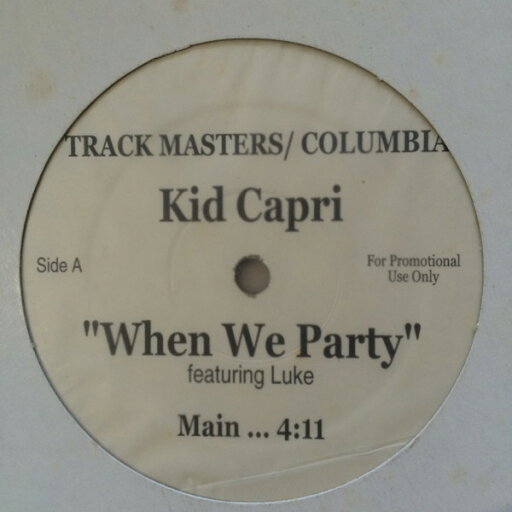 TRACK MASTERS/ COLUMBIA
Kid Capri
Side A
For Promotional
Use Only
"When We Party"
featuring Luke
Main ... 4:11